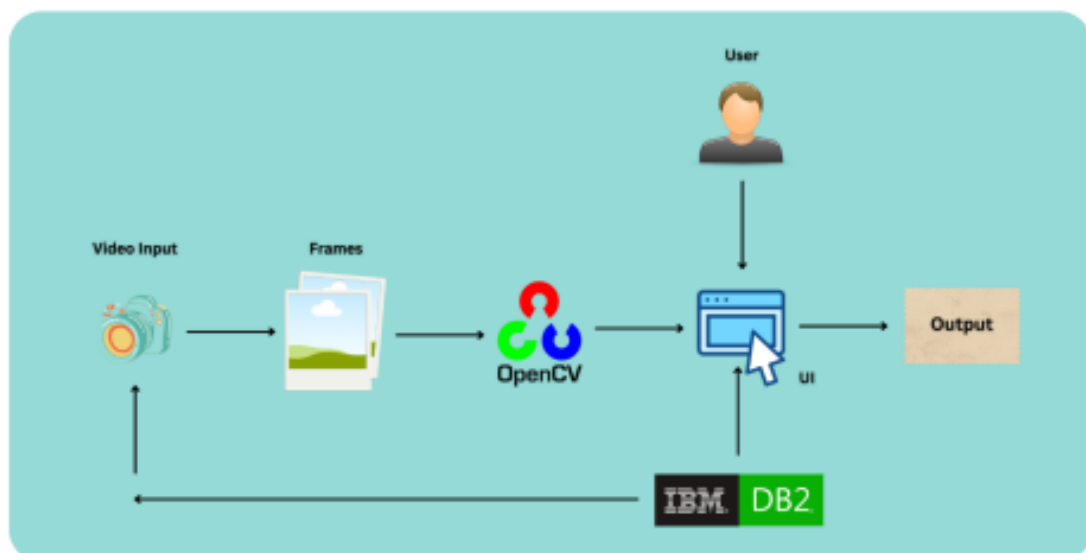 User
Video Input
Frames
OpenCV
Output
UI
IBM DB2